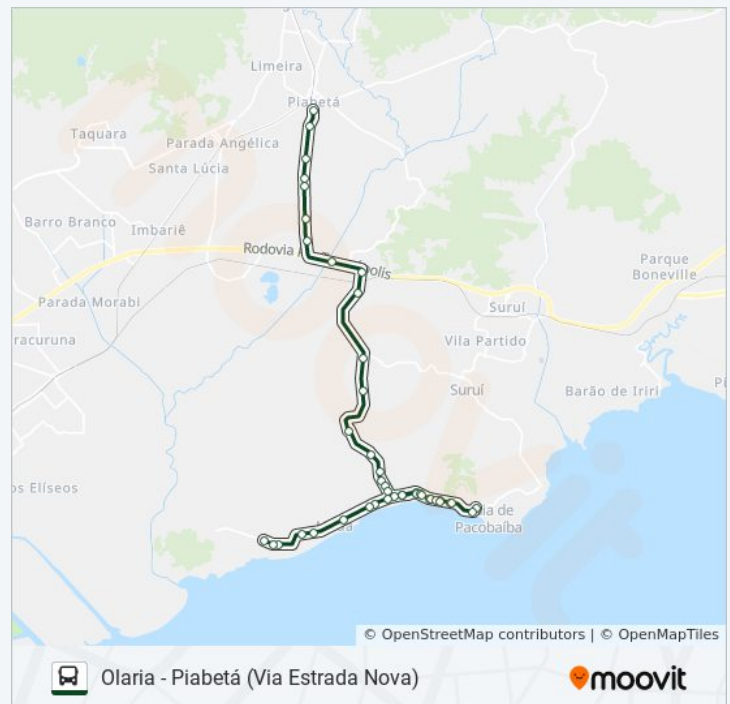 Limeira
Piabetá
Taquara
Parada Angélica
Santa Lúcia
Barro Branco
Imbariê
Rodovia
polis
Parque
Boneville
Parada Morabi
Suruí
racuruna
Vila Partido
Suruí
Barão de Iriri
os Elíseos
ia de
Pacobaíba
© OpenStreetMap contributors | © OpenMapTiles
Olaria - Piabetá (Via Estrada Nova)
moovit